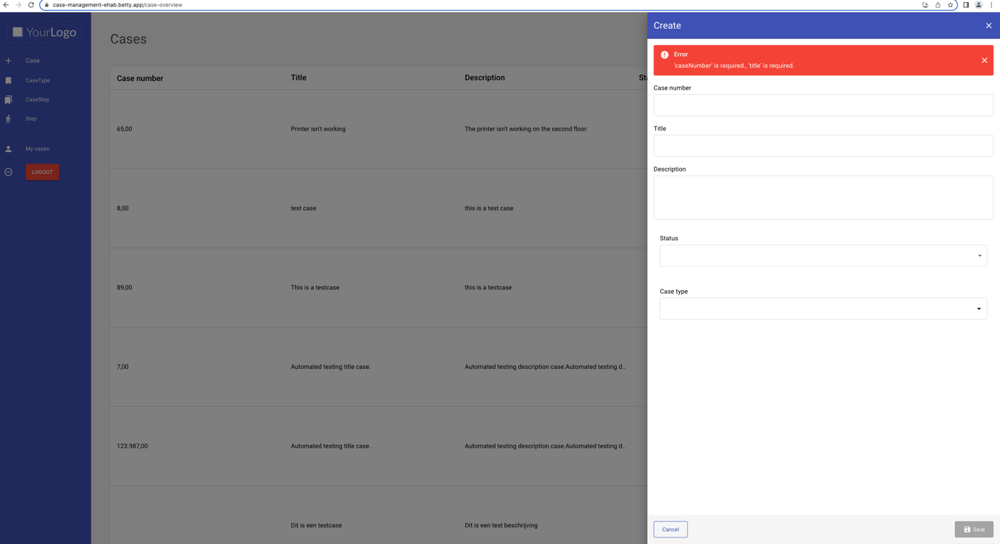 case-management-ehab.betty.app/case-overview
YourLogo
Case
CaseType
CaseStep
Step
My cases
LOGOUT
Cases
Case number Title Description Sta
65,00 Printer isn't working The printer isn't working on the second floor.
8,00 test case this is a test case
89,00 This is a testcase this is a testcase
7,00 Automated testing title case. Automated testing description case.Automated testing d...
123.987,00 Automated testing title case. Automated testing description case.Automated testing d...
Dit is een testcase Dit is een test beschrijving
Create
Error
'caseNumber' is required., 'title' is required.
Case number
Title
Description
Status
Case type
Cancel
Save